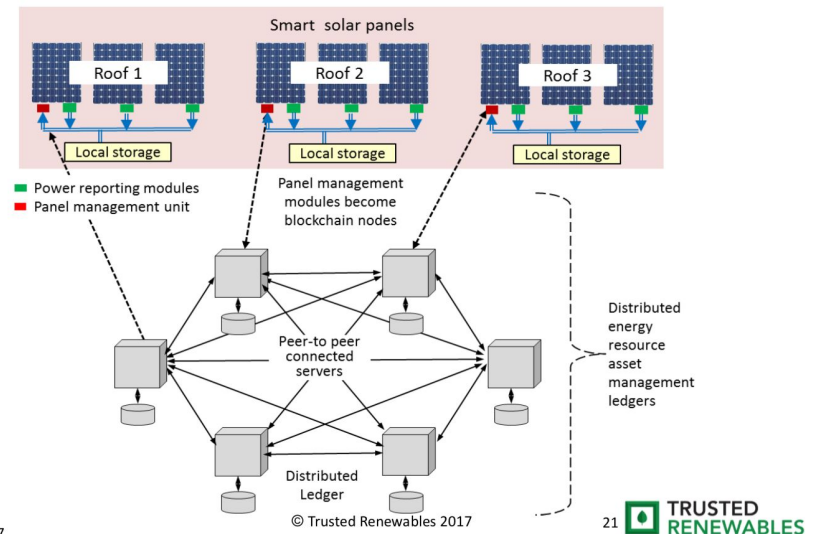 Smart solar panels
Roof 1
Roof 2
Roof 3
Local storage
Local storage
Local storage
Power reporting modules
Panel management unit
Panel management
modules become
blockchain nodes
Peer-to peer
connected
servers
Distributed
energy
resource
asset
management
ledgers
Distributed
Ledger
© Trusted Renewables 2017
7
21
TRUSTED
RENEWABLES